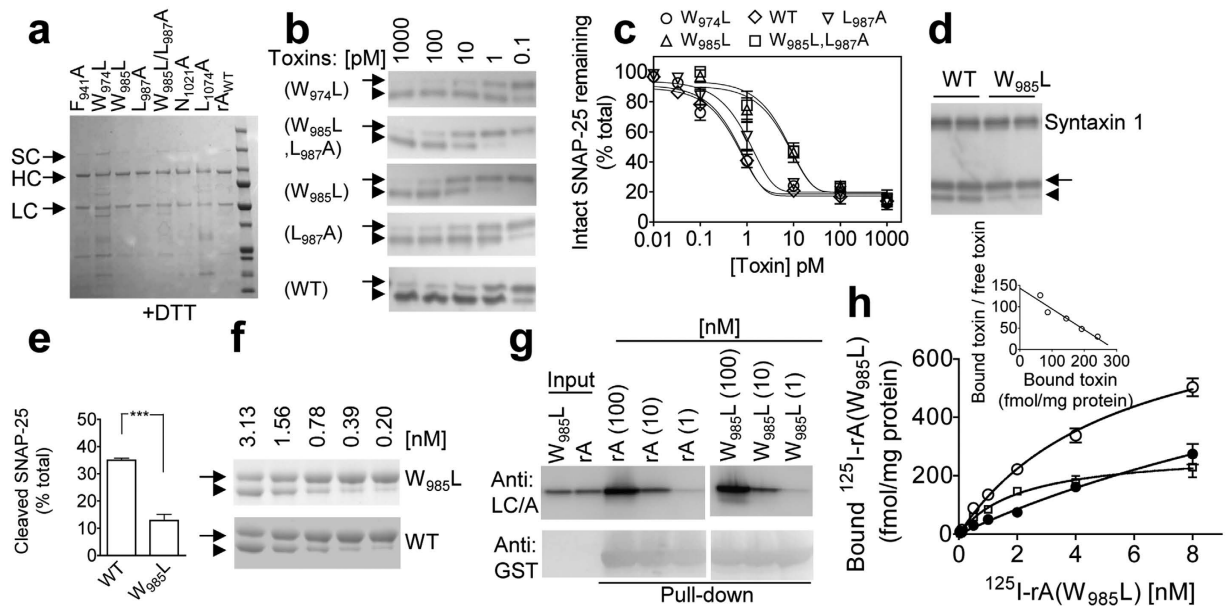 a
F941A
W974L
W985L
L987A
W985L/L987A
N1021A
L1074A
rAWT
SC
HC
LC
+DTT
b
Toxins: [pM]
1000
100
10
1
0.1
(W974L)
(W985L
,L987A)
(W985L)
(L987A)
(WT)
c
W974L
WT
L987A
W985L
W985L,L987A
Intact SNAP-25 remaining
(% total)
100
80
60
40
20
0
0.01
0.1
1
10
100
1000
[Toxin] pM
d
WT
W985L
Syntaxin 1
e
Cleaved SNAP-25
(% total)
50
40
30
20
10
0
***
WT
W985L
f
3.13
1.56
0.78
0.39
0.20
[nM]
W985L
WT
g
[nM]
Input
W985L
rA
rA (100)
rA (10)
rA (1)
W985L (100)
W985L (10)
W985L (1)
Anti:
LC/A
Anti:
GST
Pull-down
h
Bound toxin / free toxin
150
100
50
0
0
100
200
300
Bound toxin
(fmol/mg protein)
Bound 125I-rA(W985L)
(fmol/mg protein)
600
400
200
0
0
2
4
6
8
125I-rA(W985L) [nM]